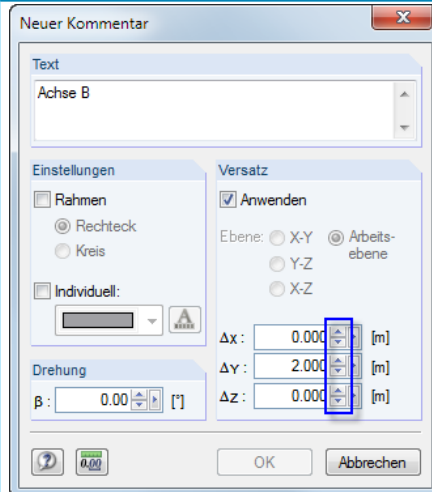 Neuer Kommentar
Text
Achse B
Einstellungen
Rahmen
Rechteck
Kreis
Individuell:
A
Drehung
β : 0.00 [°]
Versatz
Anwenden
Ebene: X-Y Arbeits-
ebene
Y-Z
X-Z
ΔX : 0.000 [m]
ΔY : 2.000 [m]
ΔZ : 0.000 [m]
? 0.00 OK Abbrechen